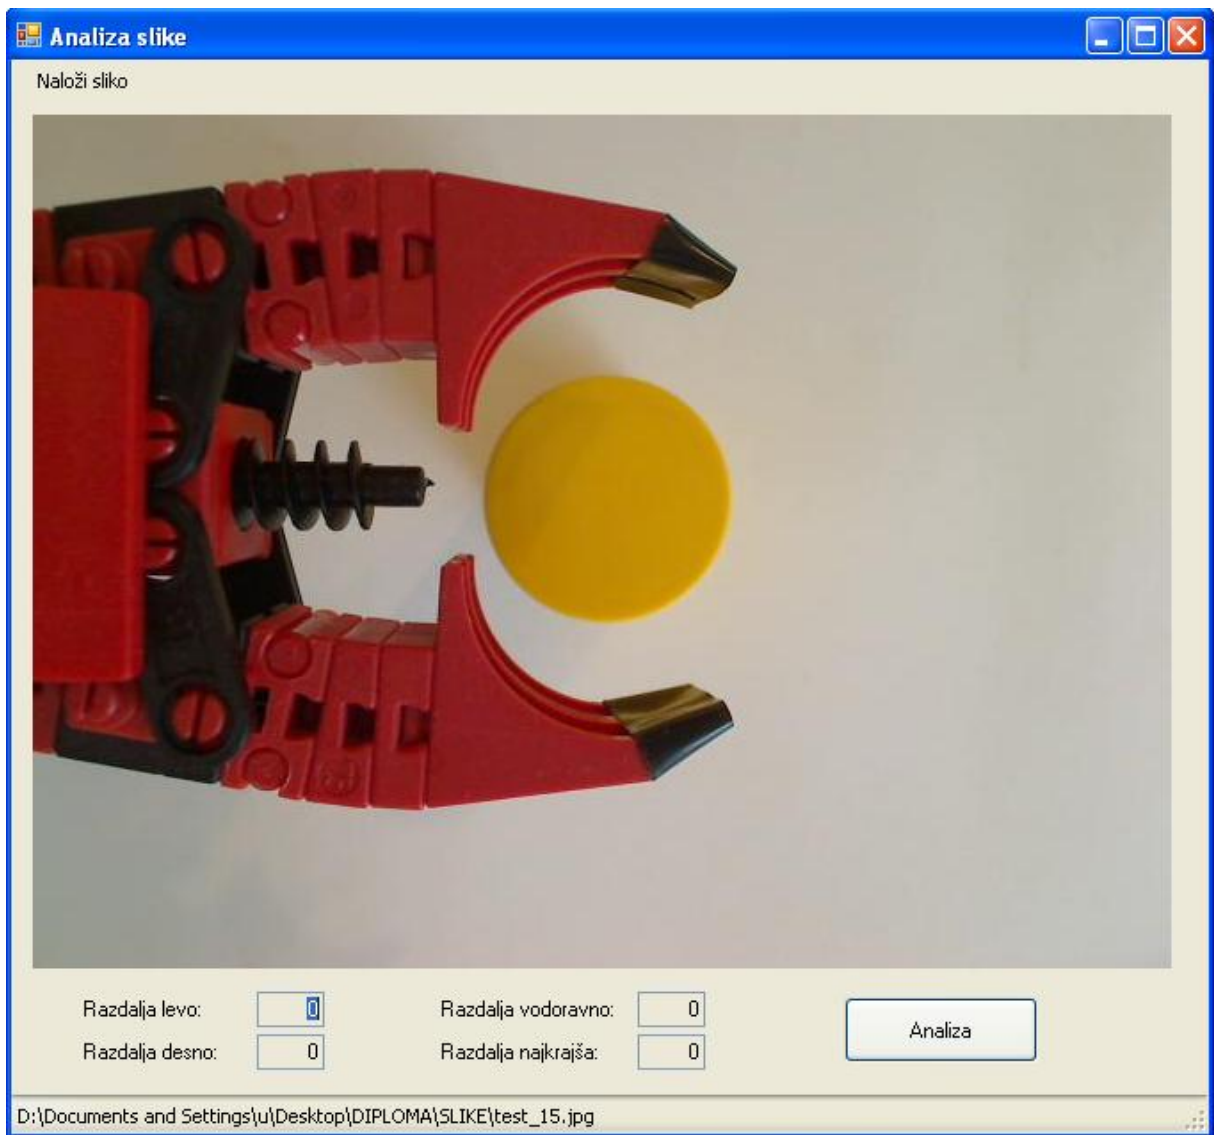 Analiza slike
Naloži sliko
Razdalja levo: 0
Razdalja vodoravno: 0
Razdalja desno: 0
Razdalja najkrajša: 0
Analiza
D:\Documents and Settings\u\Desktop\DIPLOMA\SLIKE\test_15.jpg